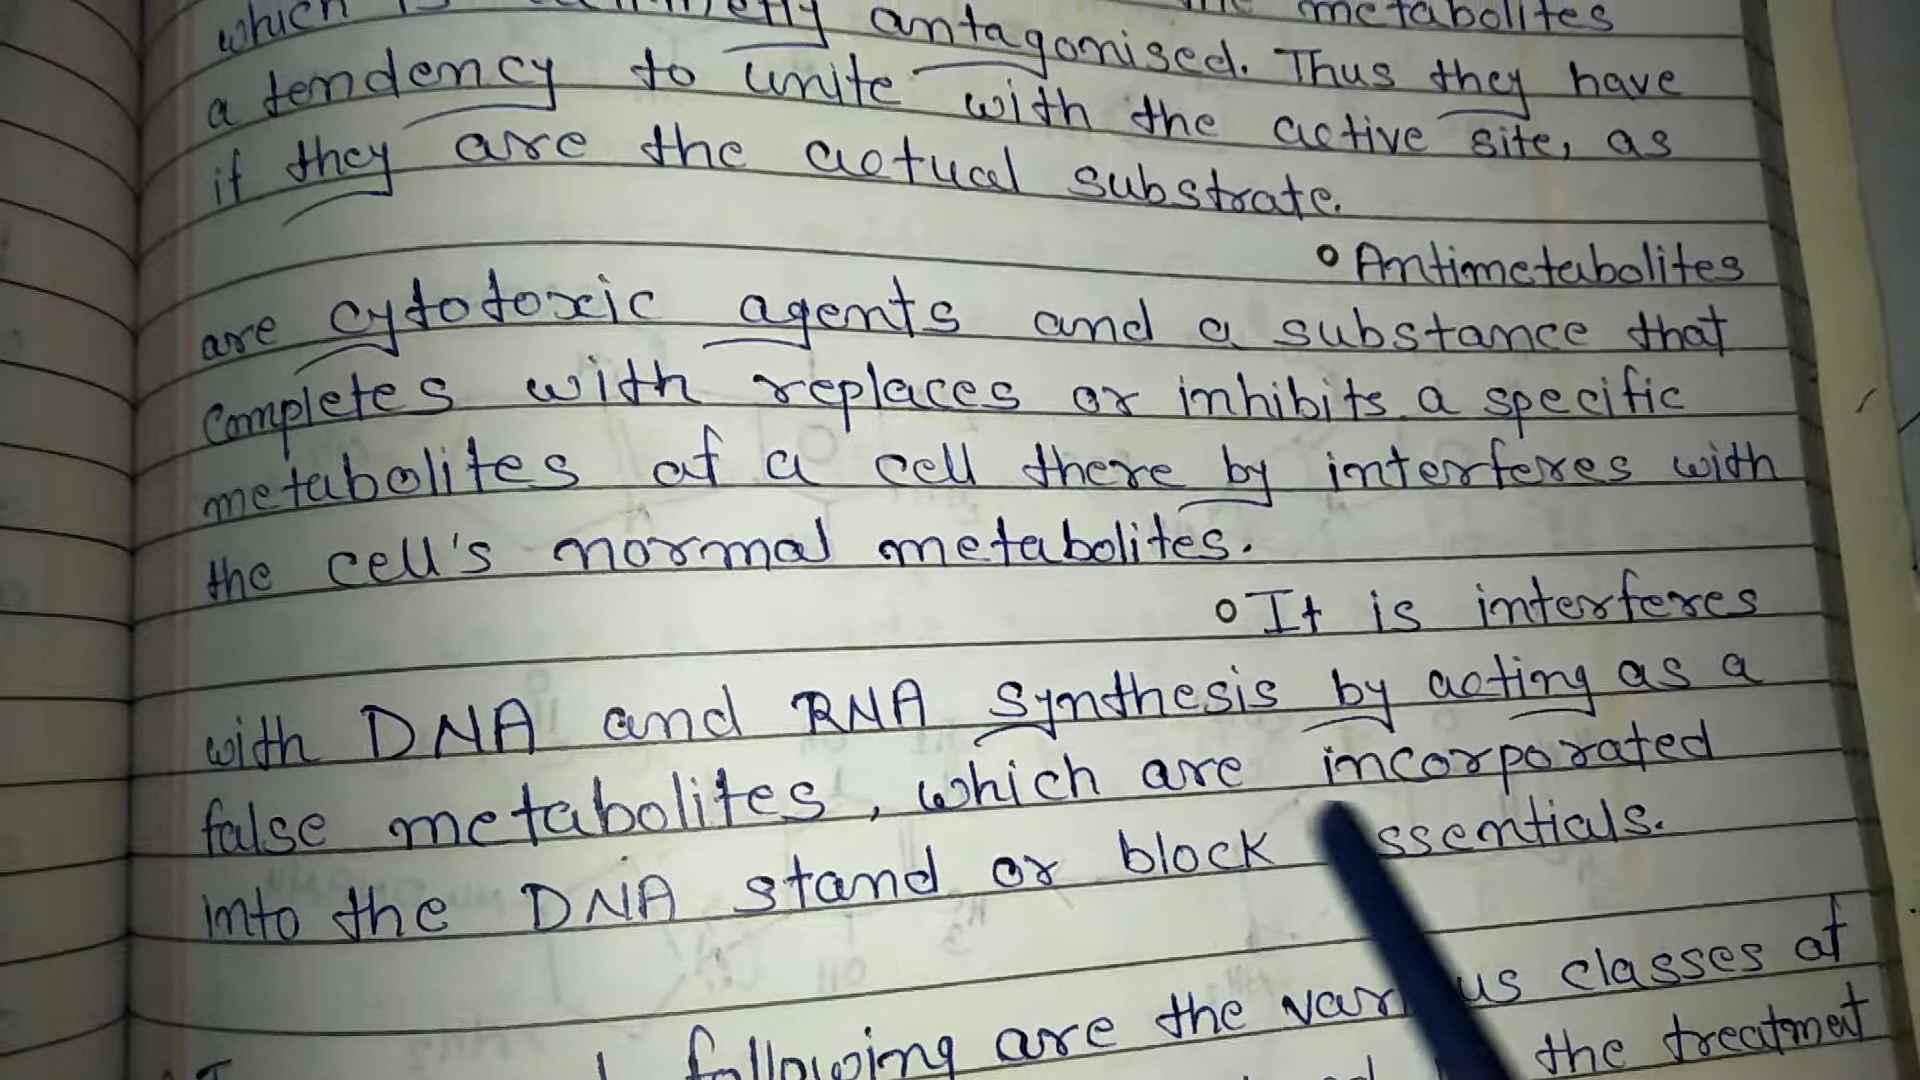 which antagonised. Thus they have
metabolites
a tendency to unite with the active site, as
if they are the actual substrate.
• Antimetabolites
are cytotoxic agents and a substance that
completes with replaces or inhibits a specific
metabolites of a cell there by interferes with
the cell's normal metabolites.
• It is interferes
with DNA and RNA synthesis by acting as a
false metabolites, which are incorporated
into the DNA stand or block ssentials.
following are the var us classes of
the treatment